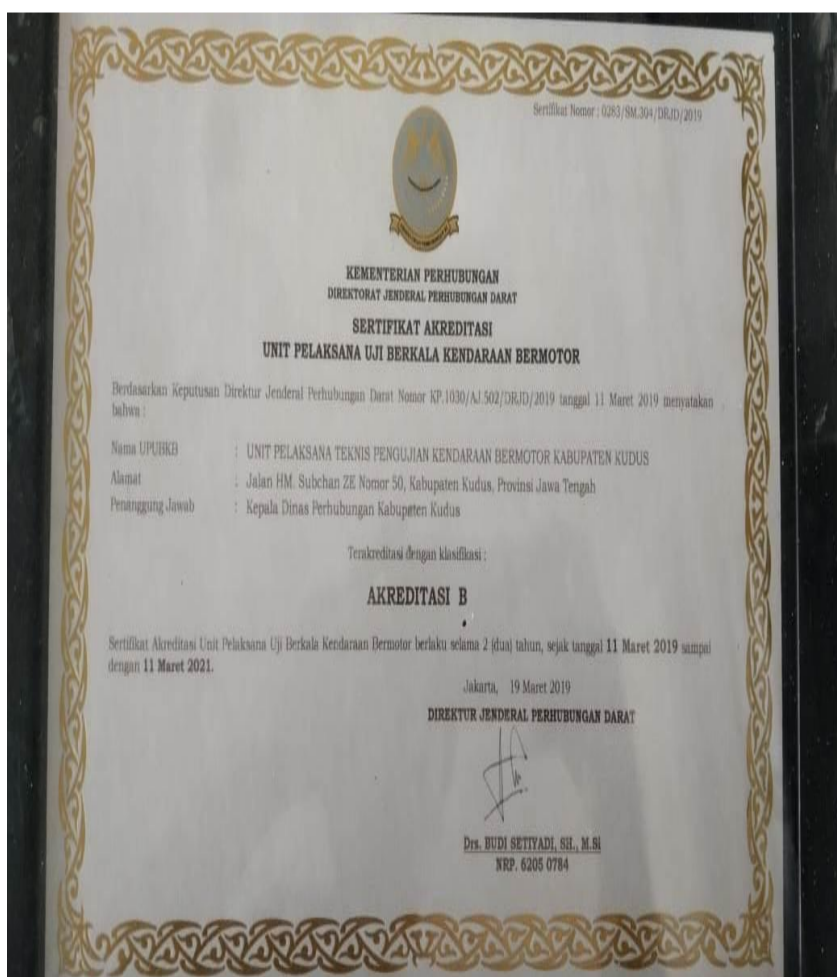 Sertifikat Nomor : 0283/SM.304/DRJD/2019
KEMENTERIAN PERHUBUNGAN
DIREKTORAT JENDERAL PERHUBUNGAN DARAT
SERTIFIKAT AKREDITASI
UNIT PELAKSANA UJI BERKALA KENDARAAN BERMOTOR
Berdasarkan Keputusan Direktur Jenderal Perhubungan Darat Nomor KP.1030/AJ.502/DRJD/2019 tanggal 11 Maret 2019 menyatakan
bahwa :
Nama UPUBKB : UNIT PELAKSANA TEKNIS PENGUJIAN KENDARAAN BERMOTOR KABUPATEN KUDUS
Alamat : Jalan HM. Subchan ZE Nomor 50, Kabupaten Kudus, Provinsi Jawa Tengah
Penanggung Jawab : Kepala Dinas Perhubungan Kabupaten Kudus
Terakreditasi dengan klasifikasi :
AKREDITASI B
Sertifikat Akreditasi Unit Pelaksana Uji Berkala Kendaraan Bermotor berlaku selama 2 (dua) tahun, sejak tanggal 11 Maret 2019 sampai
dengan 11 Maret 2021.
Jakarta, 19 Maret 2019
DIREKTUR JENDERAL PERHUBUNGAN DARAT
Drs. BUDI SETIYADI, SH., M.Si
NRP. 6205 0784